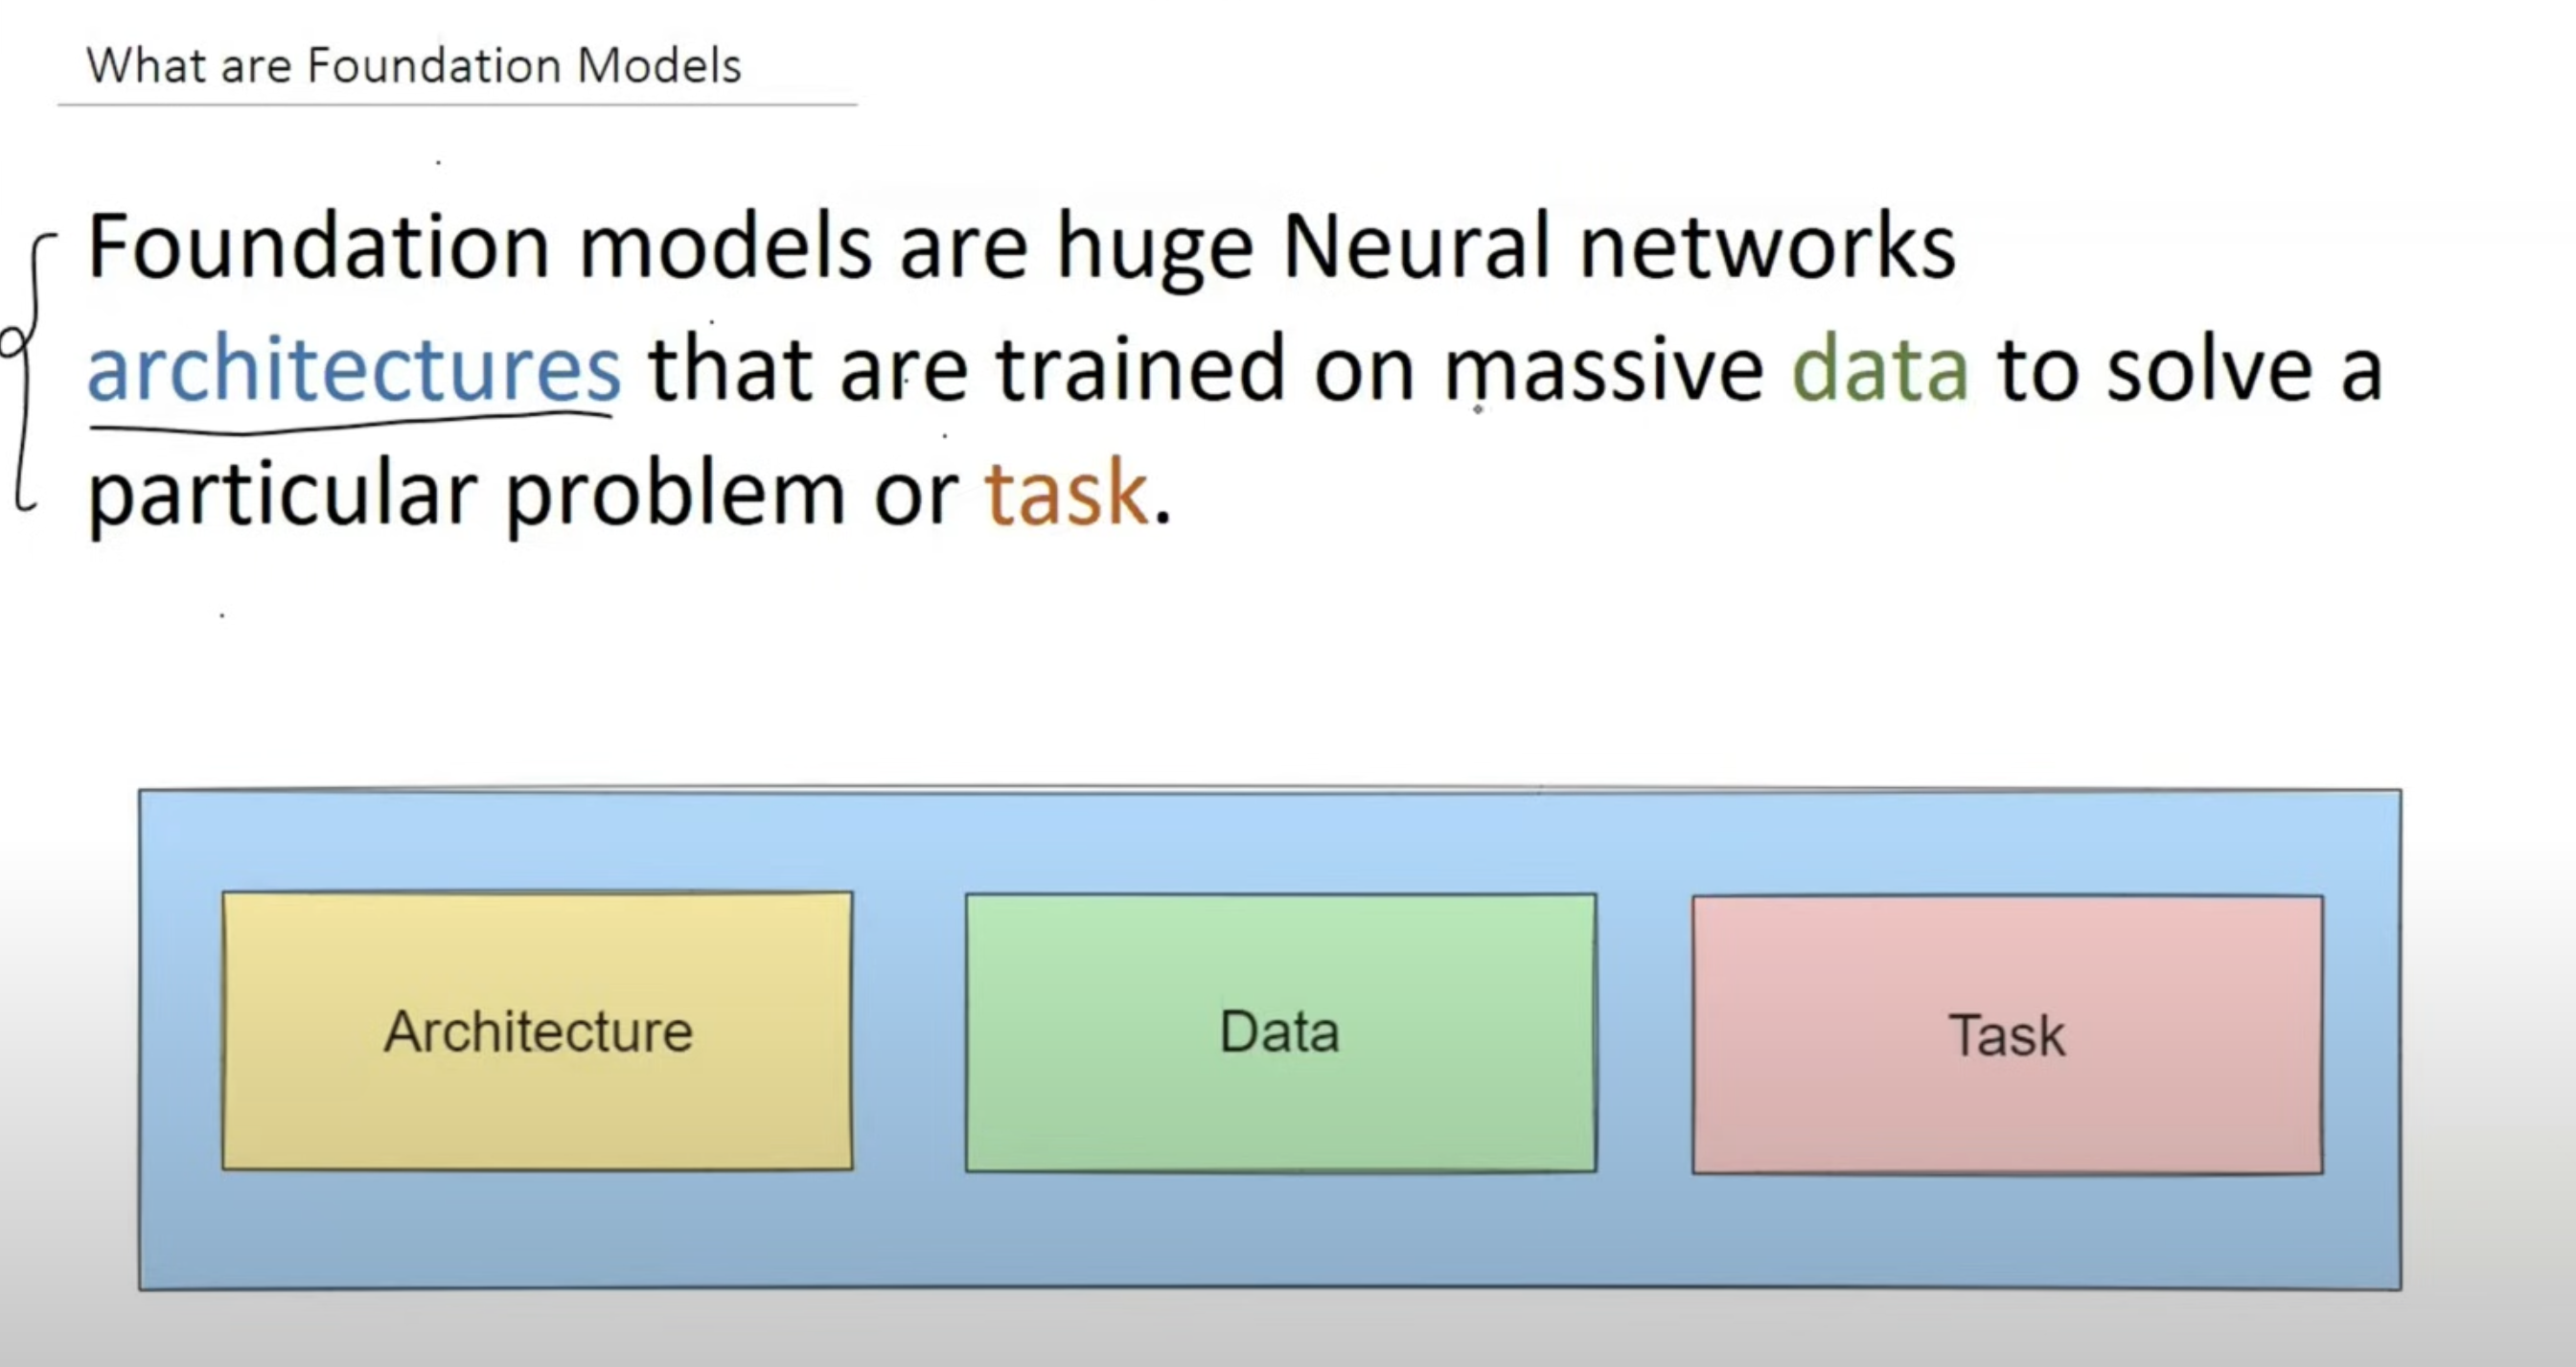 What are Foundation Models
Foundation models are huge Neural networks
architectures that are trained on massive data to solve a
particular problem or task.
Architecture
Data
Task